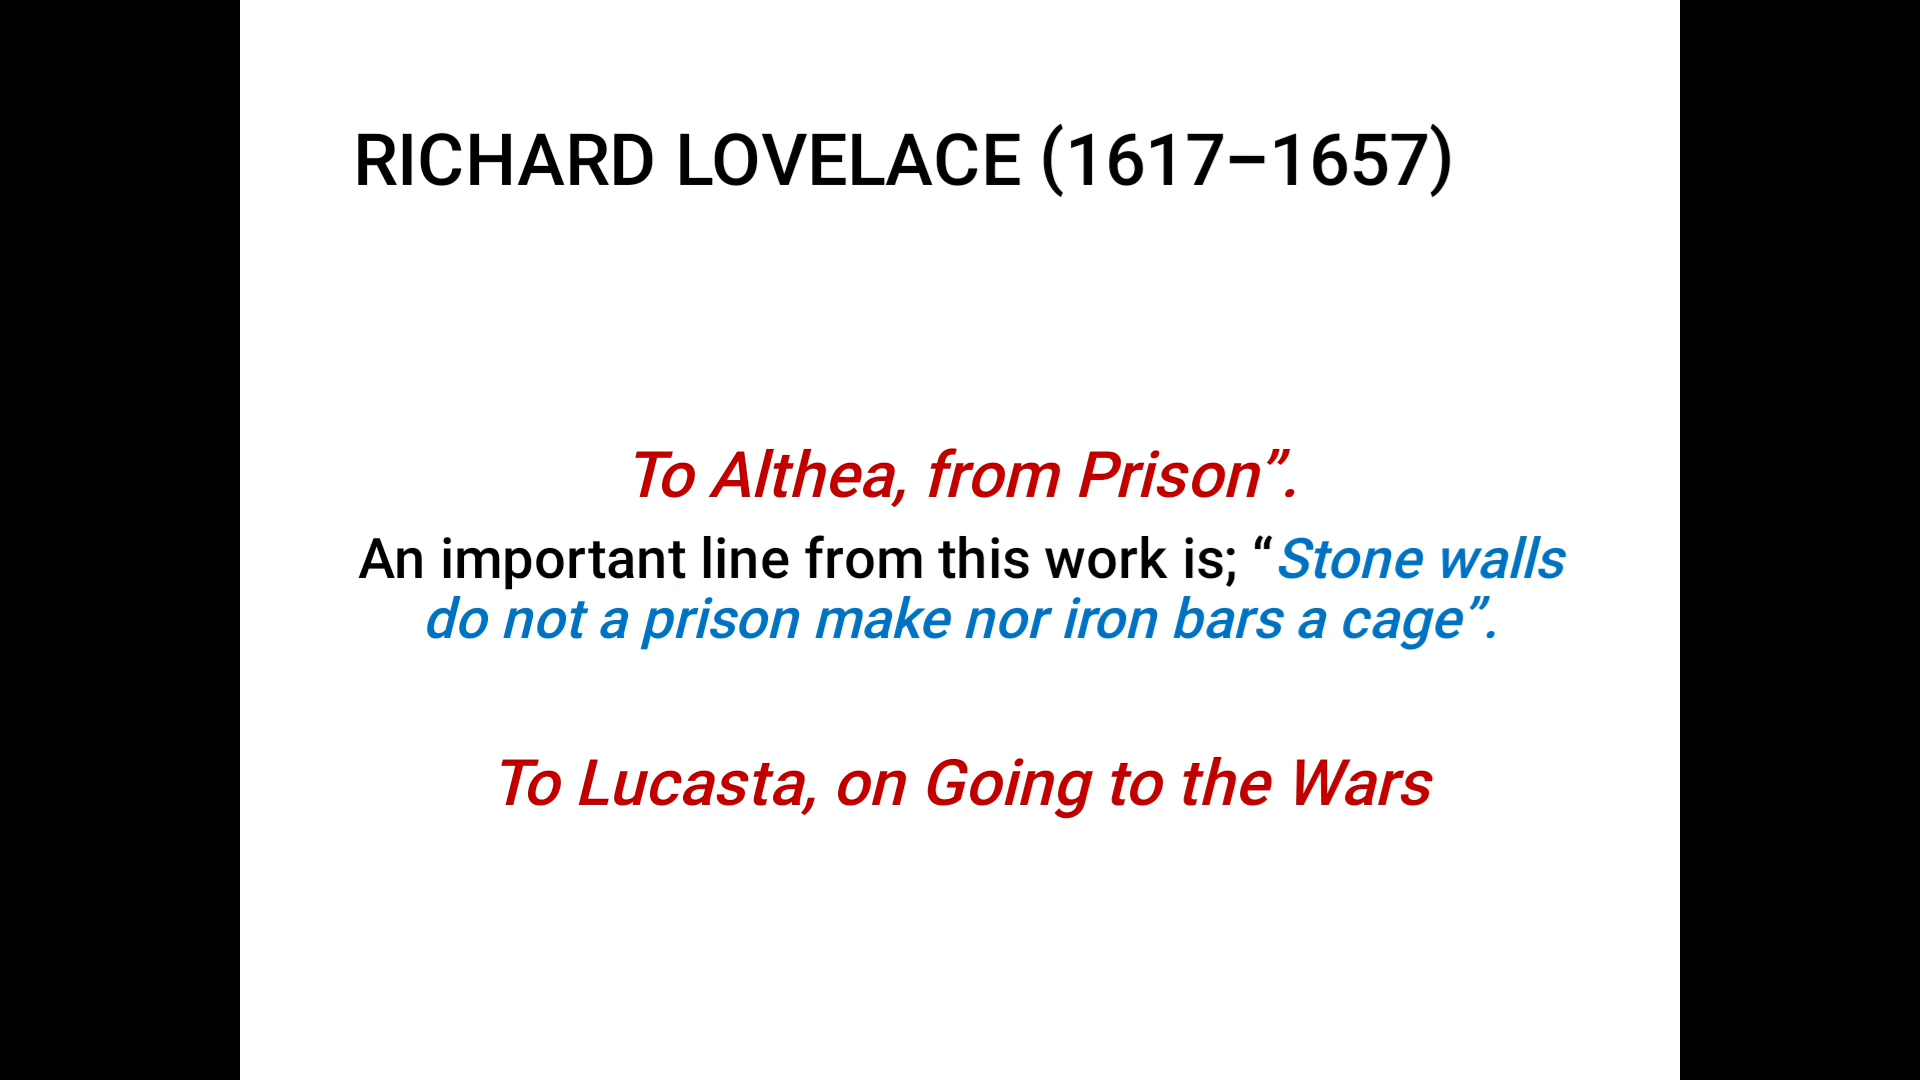 RICHARD LOVELACE (1617–1657)
To Althea, from Prison”.
An important line from this work is; “Stone walls
do not a prison make nor iron bars a cage”.
To Lucasta, on Going to the Wars